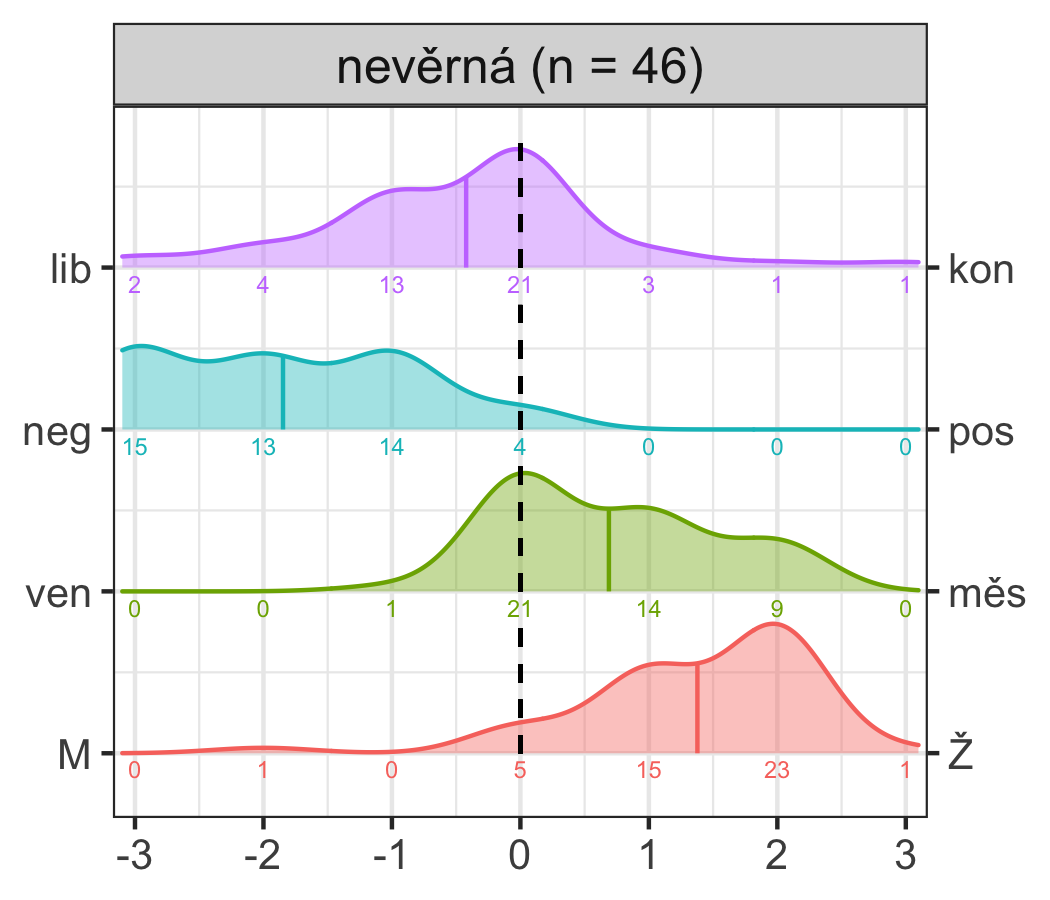 nevěrná (n = 46)
lib kon
2 4 13 21 3 1 1
neg pos
15 13 14 4 0 0 0
ven měs
0 0 1 21 14 9 0
M Ž
0 1 0 5 15 23 1
-3 -2 -1 0 1 2 3